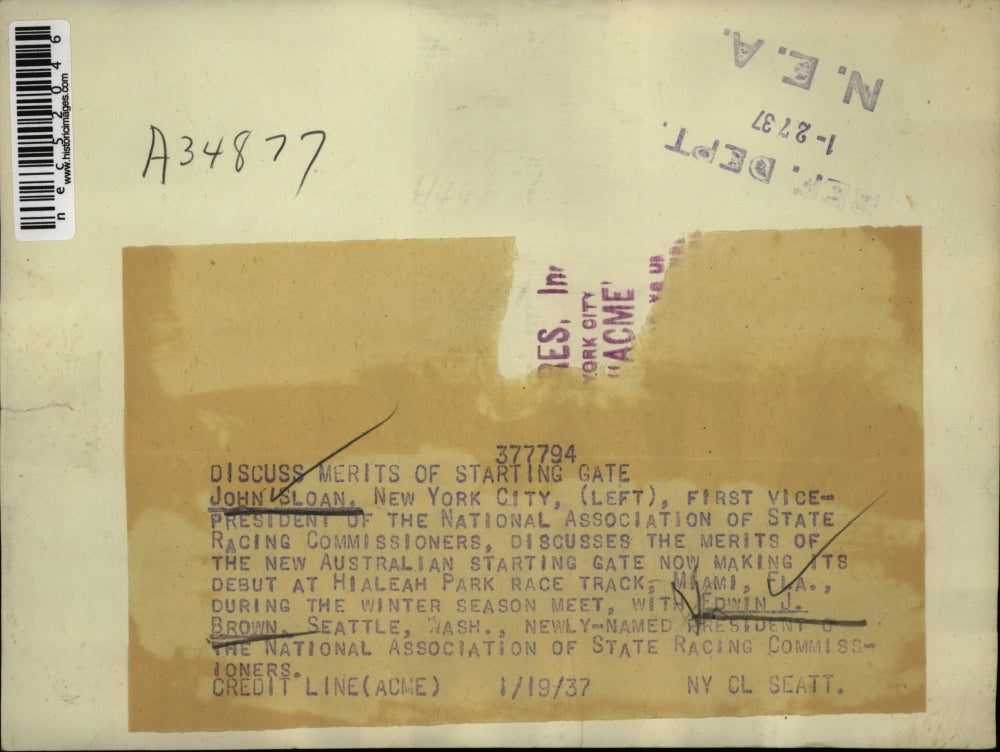 nec52046
www.historicimages.com
A34877
REF. DEPT.
1-27 37
N. E. A.
"ACME"
YORK CITY
377794
DISCUSS MERITS OF STARTING GATE
JOHN SLOAN, NEW YORK CITY, (LEFT), FIRST VICE-
PRESIDENT OF THE NATIONAL ASSOCIATION OF STATE
RACING COMMISSIONERS, DISCUSSES THE MERITS OF
THE NEW AUSTRALIAN STARTING GATE NOW MAKING ITS
DEBUT AT HIALEAH PARK RACE TRACK, MIAMI, FLA.,
DURING THE WINTER SEASON MEET, WITH EDWIN J.
BROWN, SEATTLE, WASH., NEWLY-NAMED PRESIDENT O
THE NATIONAL ASSOCIATION OF STATE RACING COMMISS-
IONERS.
CREDIT LINE(ACME) 1/19/37 NY CL SEATT.